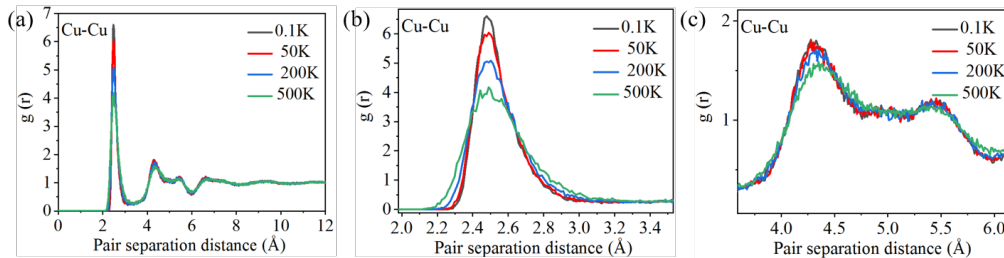 (a)
Cu-Cu
0.1K
50K
200K
500K
g (r)
7
6
5
4
3
2
1
0
0 2 4 6 8 10 12
Pair separation distance (Å)
(b)
Cu-Cu
0.1K
50K
200K
500K
g (r)
6
4
2
0
2.0 2.2 2.4 2.6 2.8 3.0 3.2 3.4
Pair separation distance (Å)
(c)
Cu-Cu
0.1K
50K
200K
500K
g (r)
2
1
4.0 4.5 5.0 5.5 6.0
Pair separation distance (Å)